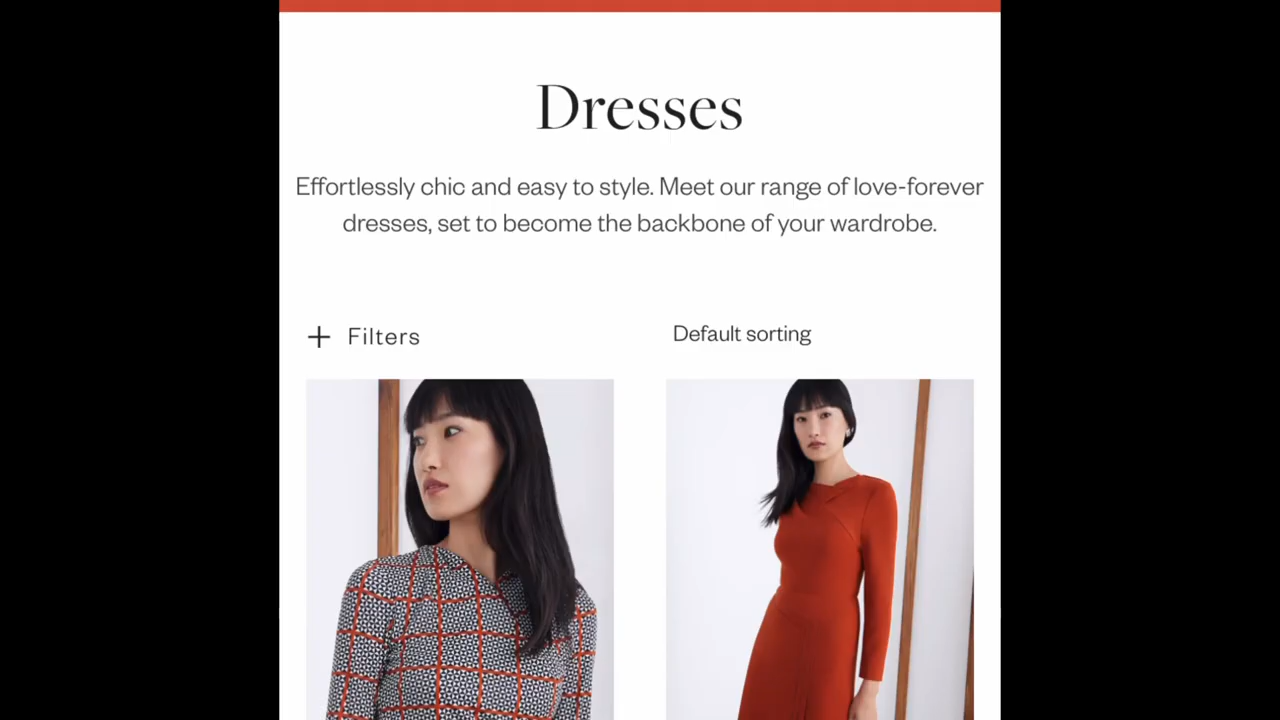 Dresses
Effortlessly chic and easy to style. Meet our range of love-forever
dresses, set to become the backbone of your wardrobe.
Filters
Default sorting